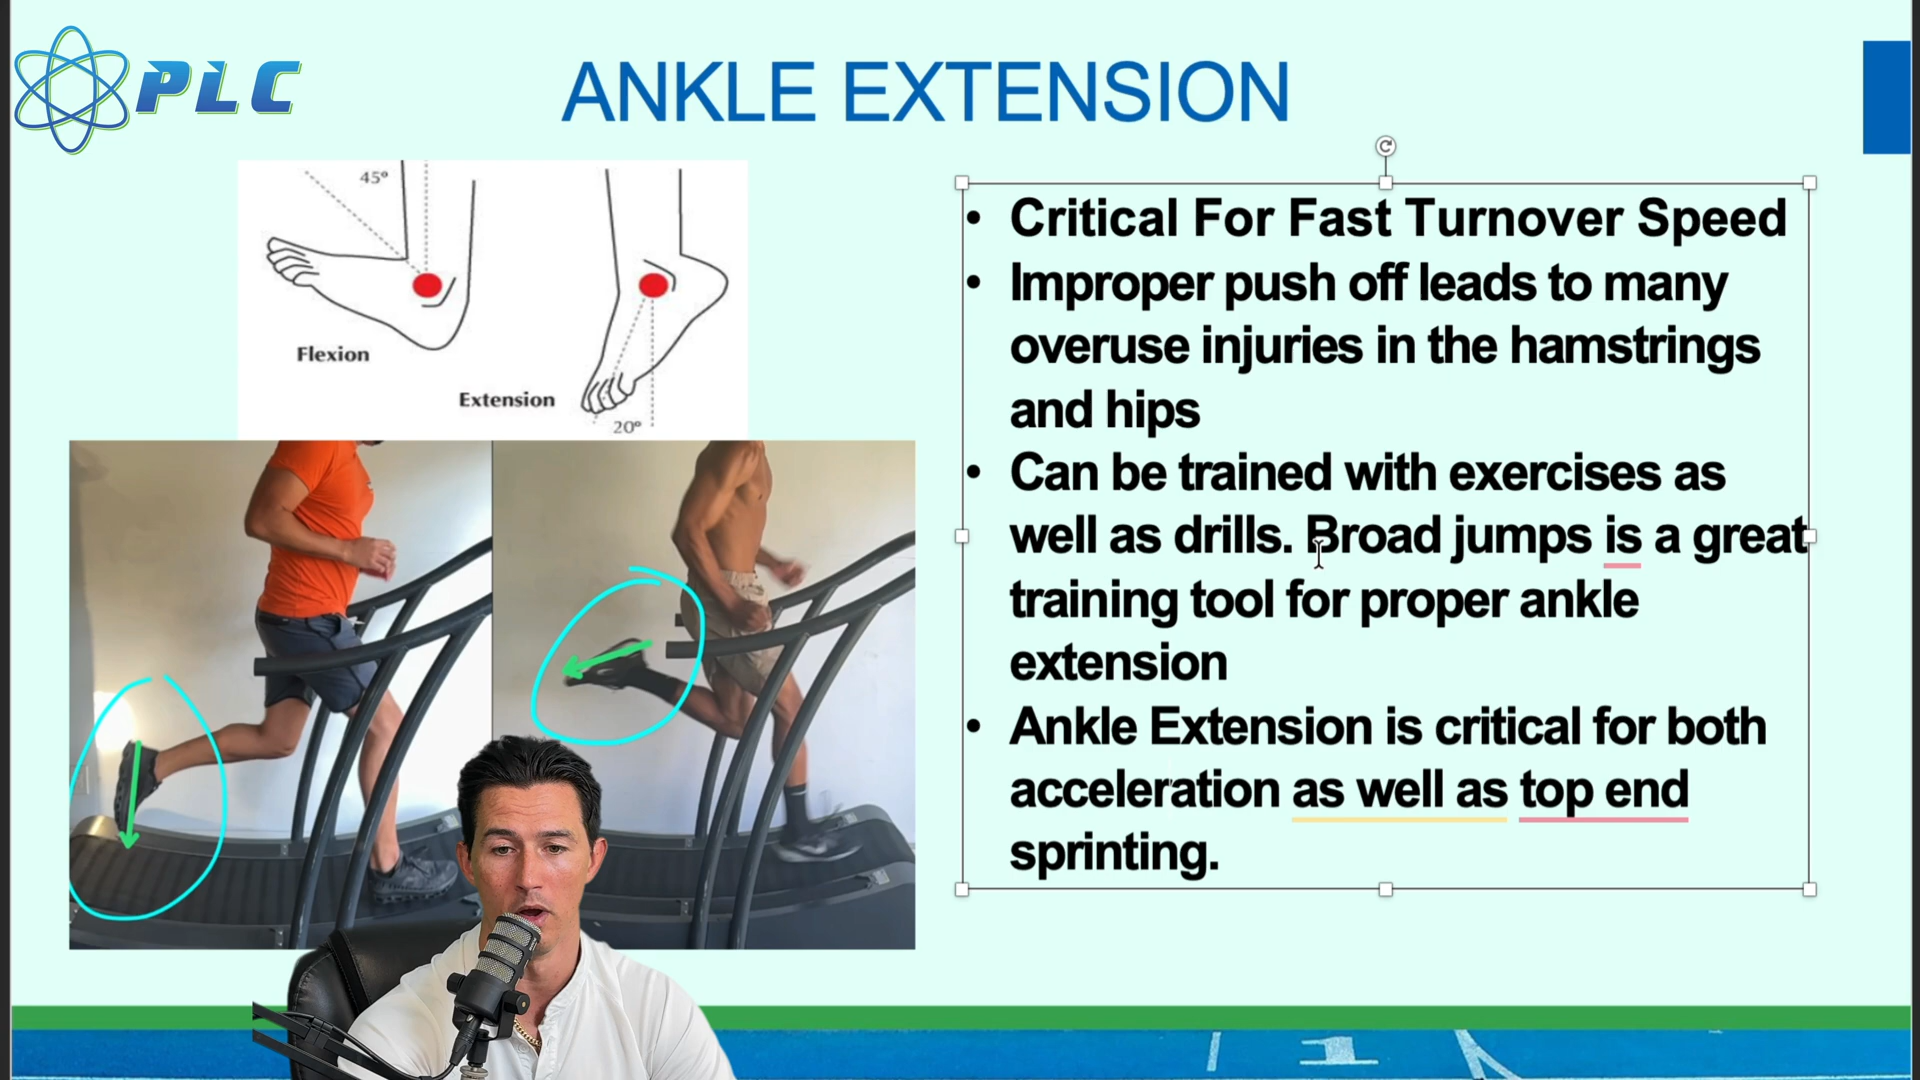 PLC
ANKLE EXTENSION
45°
Flexion
Extension
20°
• Critical For Fast Turnover Speed
• Improper push off leads to many
overuse injuries in the hamstrings
and hips
• Can be trained with exercises as
well as drills. Broad jumps is a great
training tool for proper ankle
extension
• Ankle Extension is critical for both
acceleration as well as top end
sprinting.
1